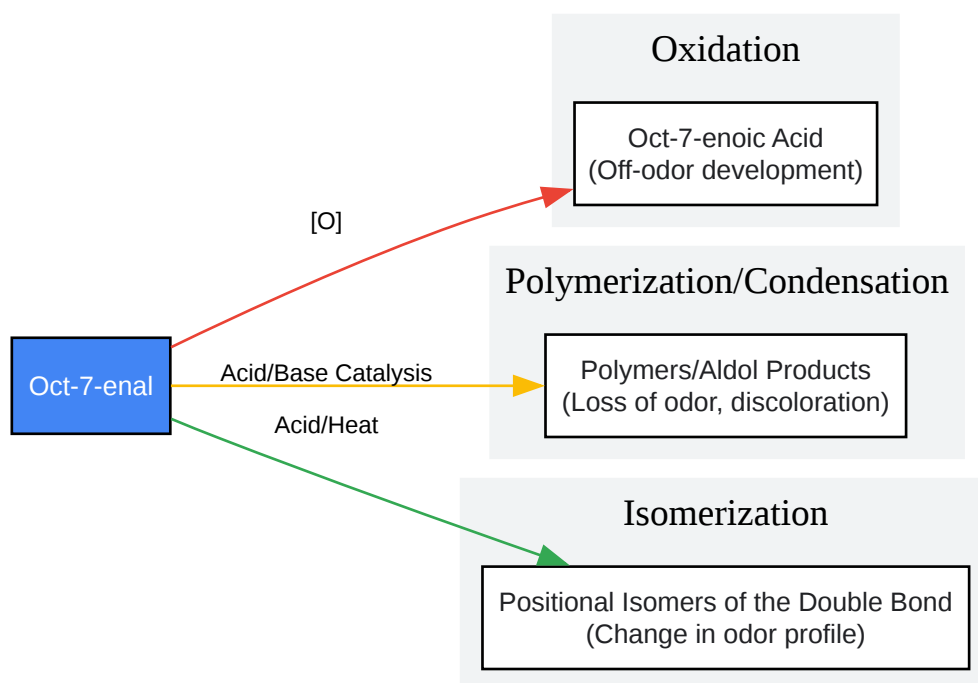 Oxidation
Oct-7-enoic Acid
(Off-odor development)
[O]
Polymerization/Condensation
Oct-7-enal
Acid/Base Catalysis
Polymers/Aldol Products
(Loss of odor, discoloration)
Acid/Heat
Isomerization
Positional Isomers of the Double Bond
(Change in odor profile)